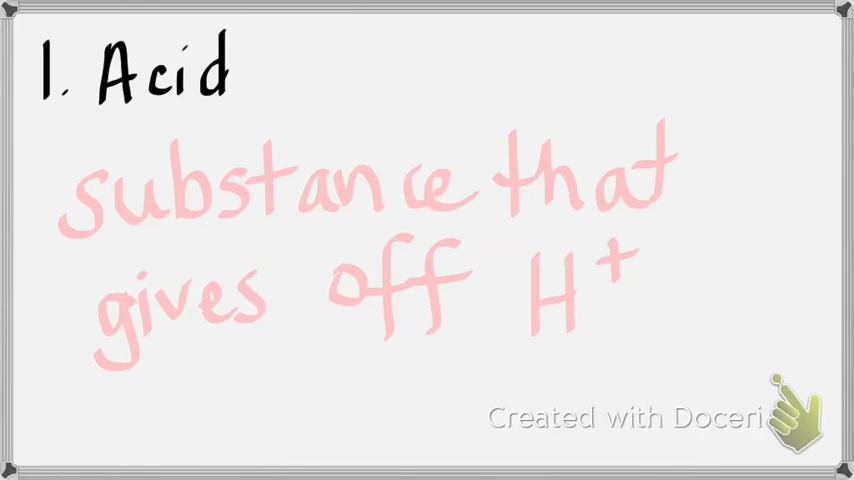 1. Acid
substance that
gives off H+
Created with Doceri